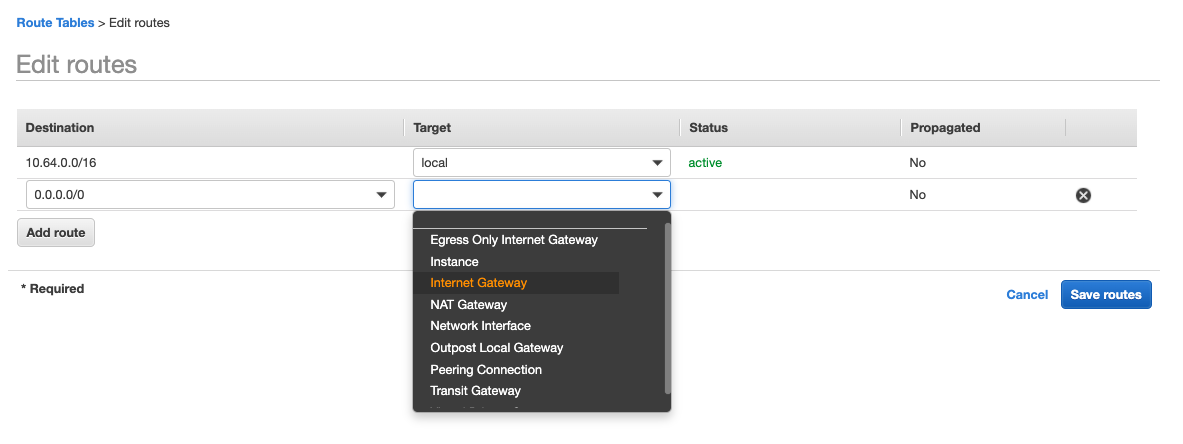 Route Tables > Edit routes
Edit routes
Destination Target Status Propagated
10.64.0.0/16 local active No
0.0.0.0/0 No
Add route
Egress Only Internet Gateway
Instance
Internet Gateway
NAT Gateway
Network Interface
Outpost Local Gateway
Peering Connection
Transit Gateway
* Required
Cancel Save routes